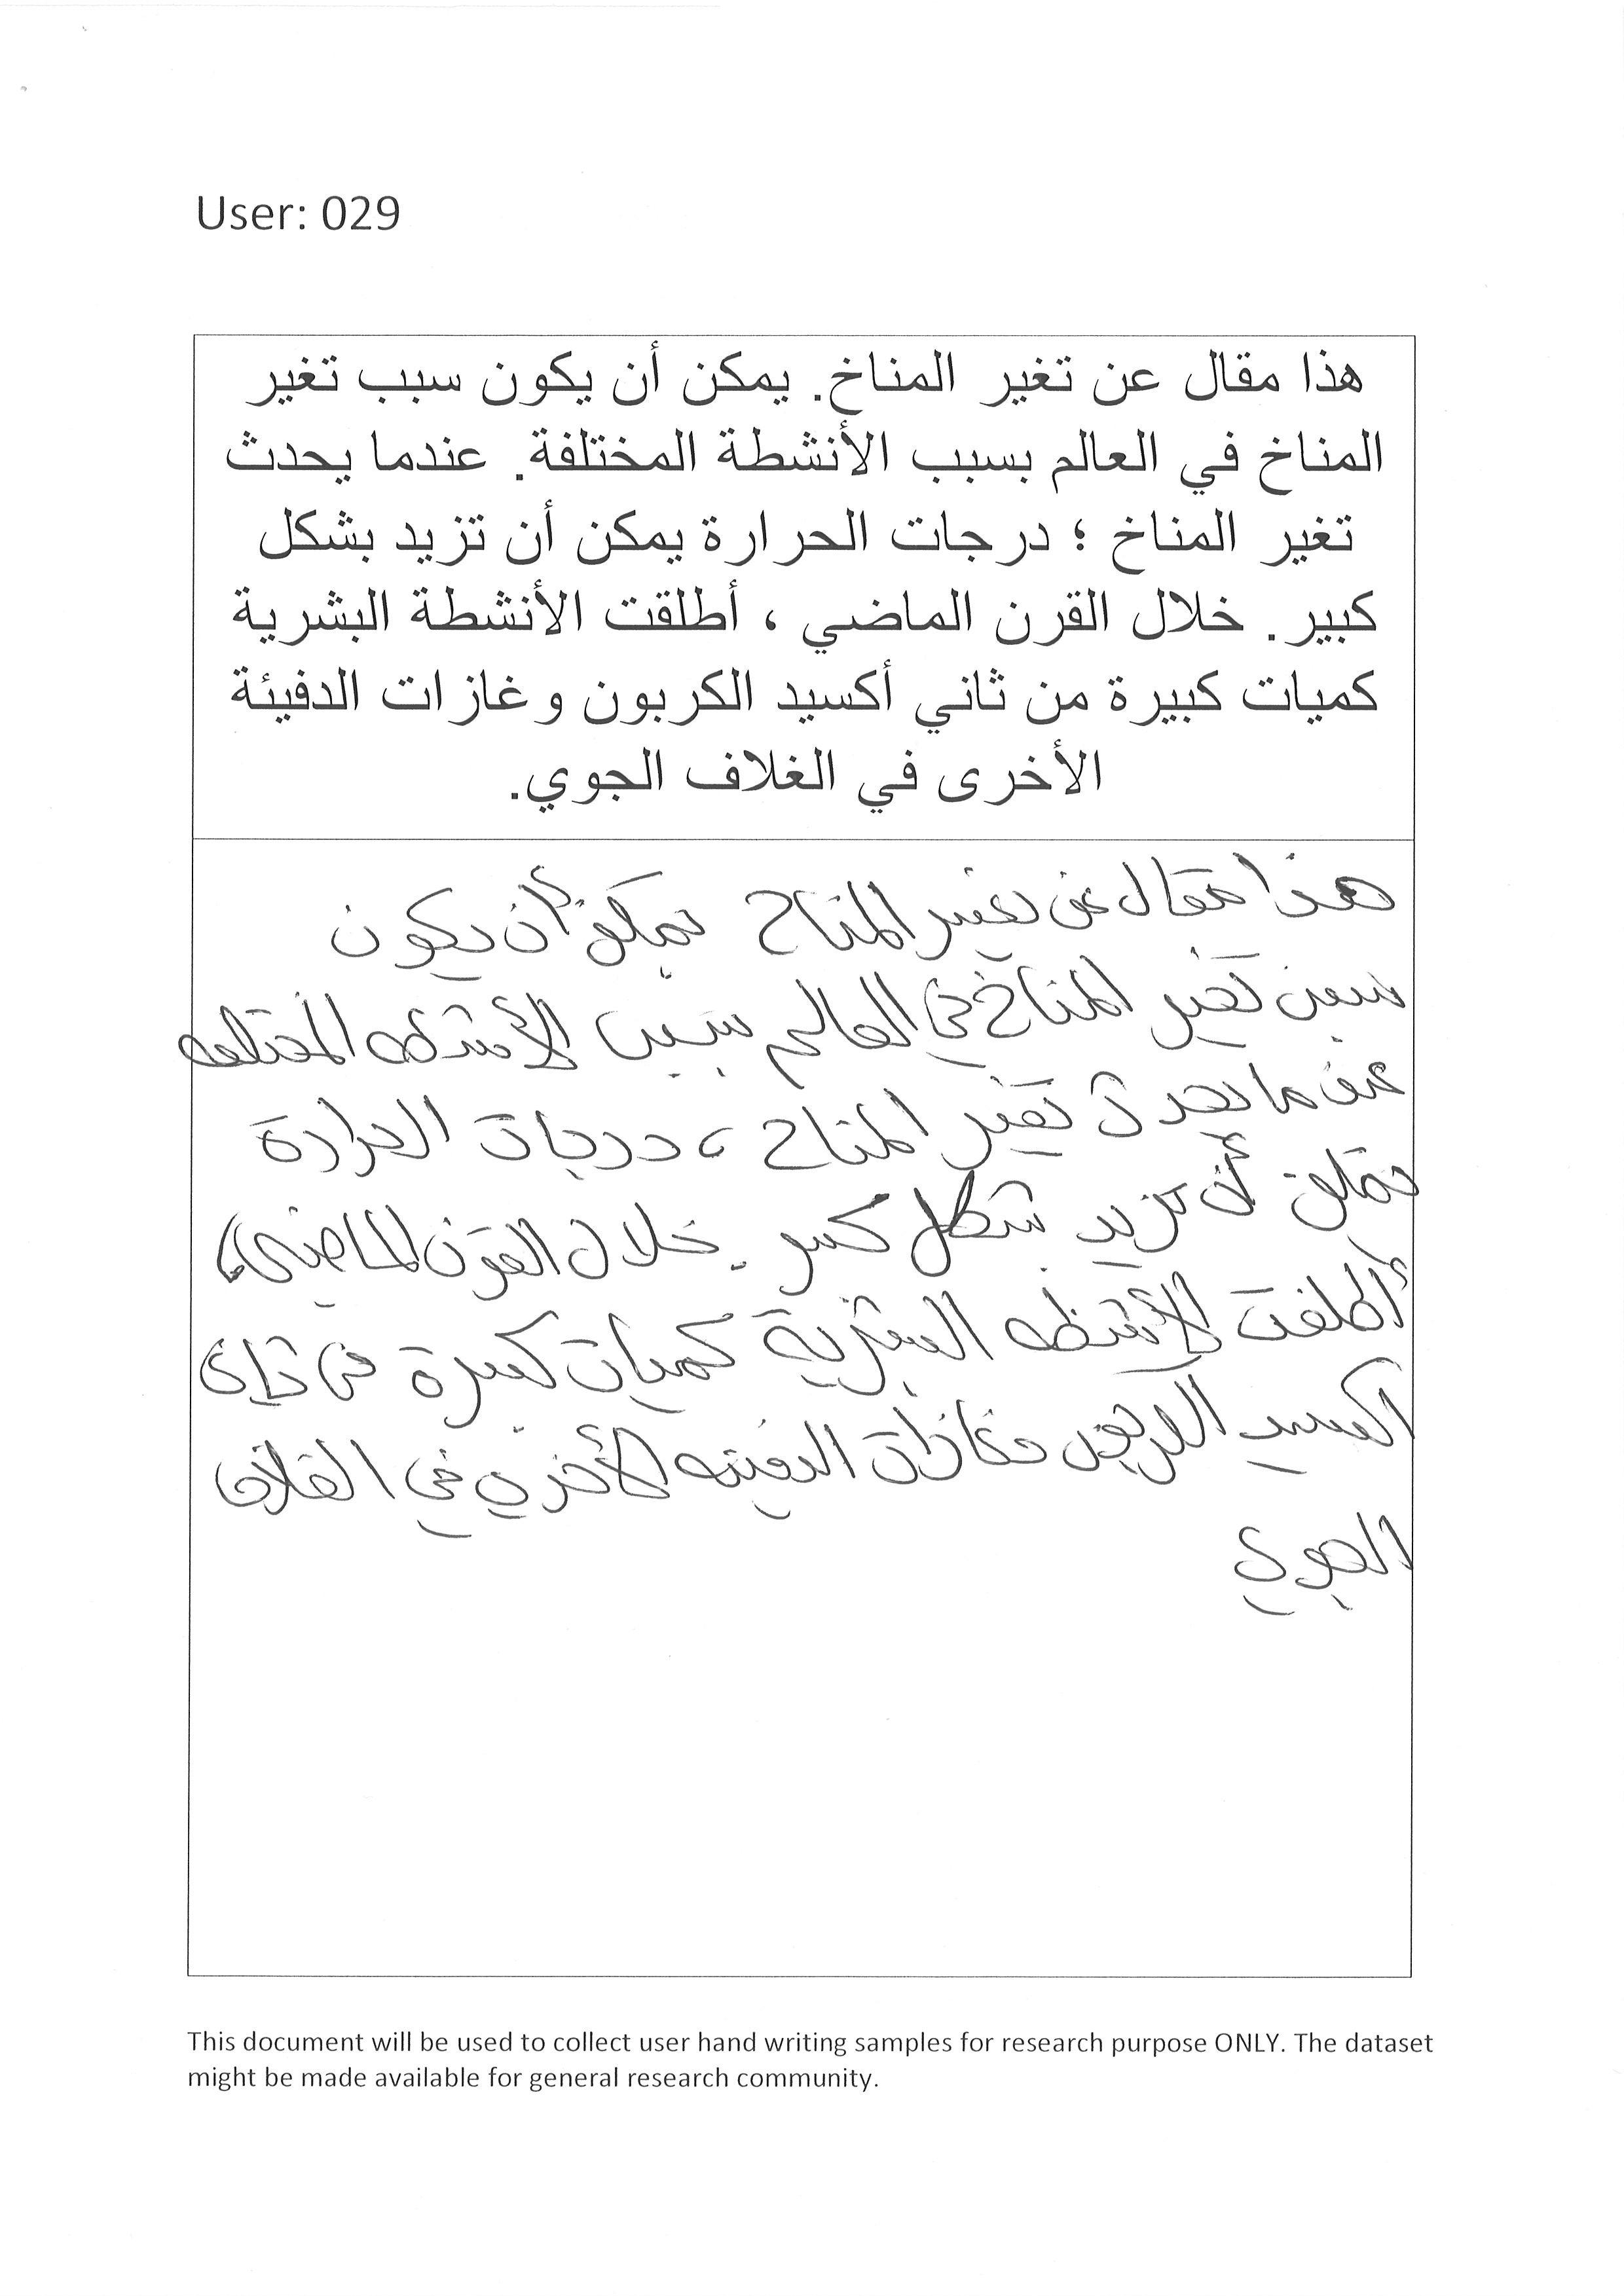 User: 029
هذا مقال عن تغير المناخ. يمكن أن يكون سبب تغير
المناخ في العالم بسبب الأنشطة المختلفة. عندما يحدث
تغير المناخ ؛ درجات الحرارة يمكن أن تزيد بشكل
كبير. خلال القرن الماضي ، أطلقت الأنشطة البشرية
كميات كبيرة من ثاني أكسيد الكربون وغازات الدفيئة
الأخرى في الغلاف الجوي.
هذا مقال عن تغير المناخ يمكن أن يكون
سبب تغير المناخ في العالم بسبب الأنشطه المختلفه
عند ما يحدث تغير المناخ ، درجات الحرارة
يمكن أن تزيد بشكل كبير . خلال القرن الماضي ،
أطلقت الأنشطه البشرية كميات كبيرة من ثاني
اكسيد الكربون وغازات الدفيئه الأخرى في الغلاف
الجوي
This document will be used to collect user hand writing samples for research purpose ONLY. The dataset
might be made available for general research community.